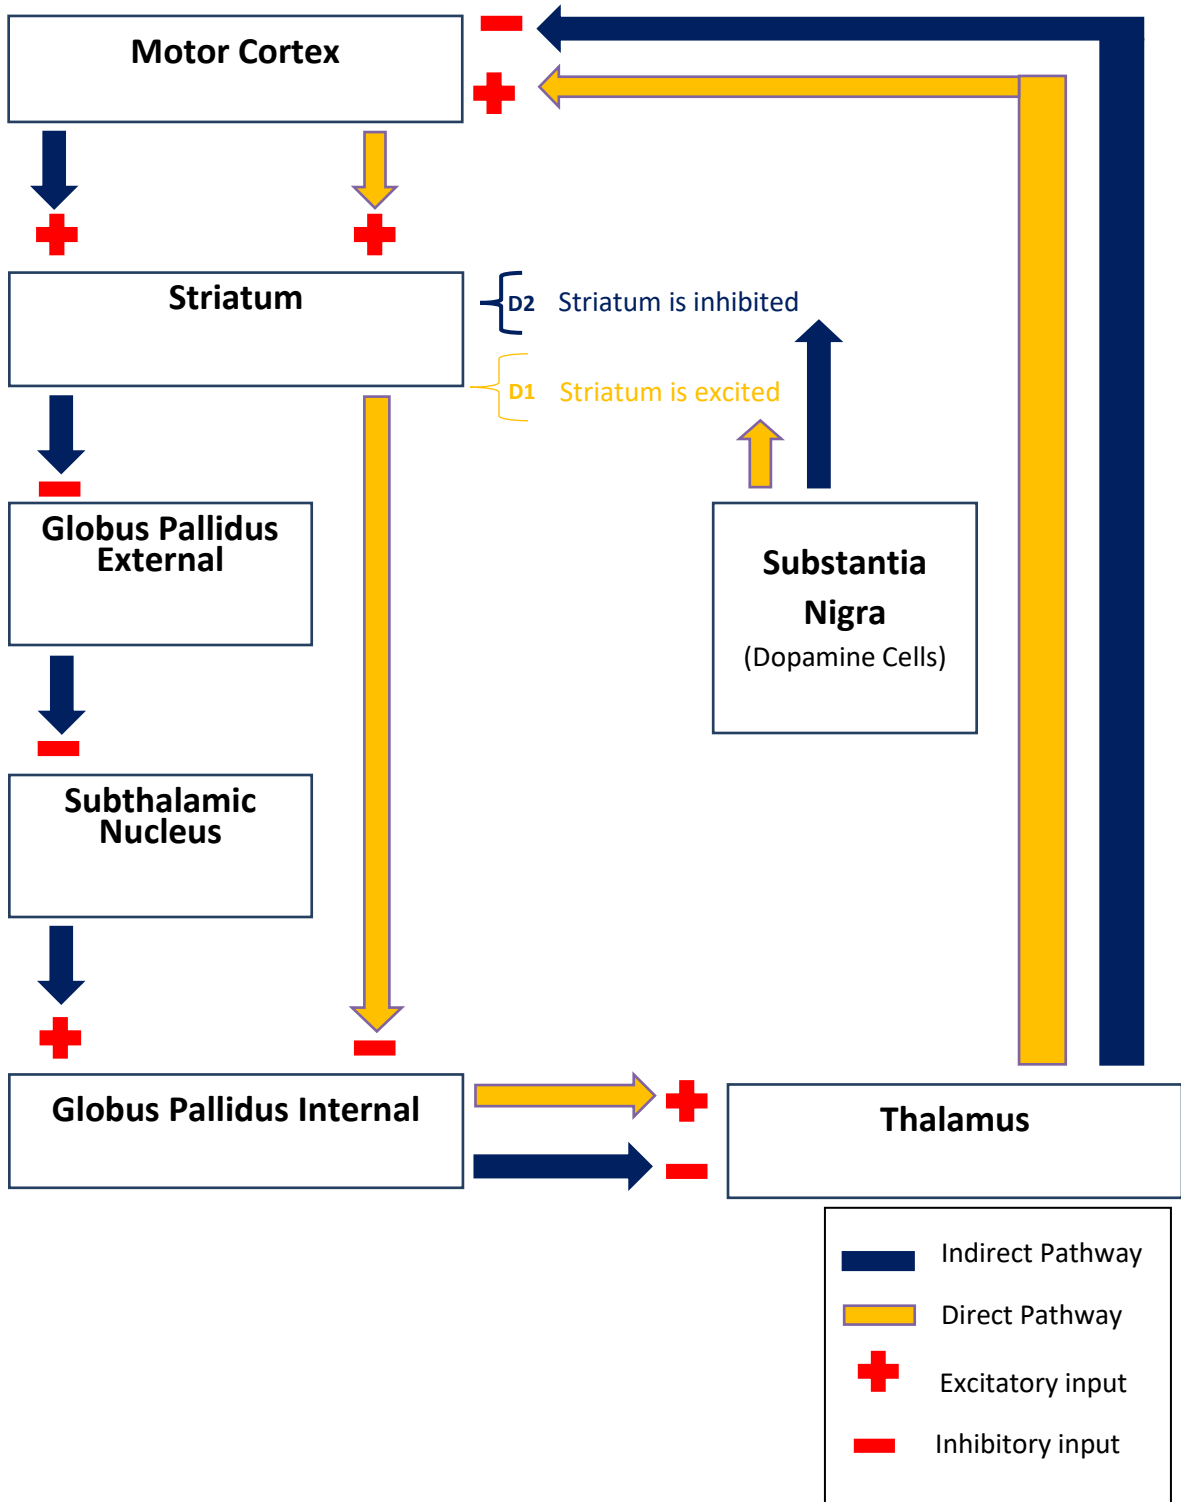 Motor Cortex
Striatum
D2 Striatum is inhibited
D1 Striatum is excited
Globus Pallidus
External
Substantia
Nigra
(Dopamine Cells)
Subthalamic
Nucleus
Globus Pallidus Internal
Thalamus
Indirect Pathway
Direct Pathway
Excitatory input
Inhibitory input